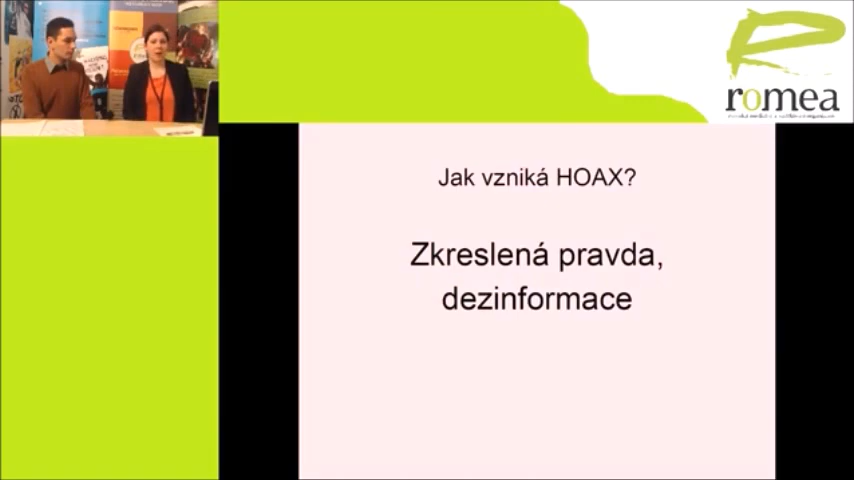 romea
Jak vzniká HOAX?
Zkreslená pravda,
dezinformace